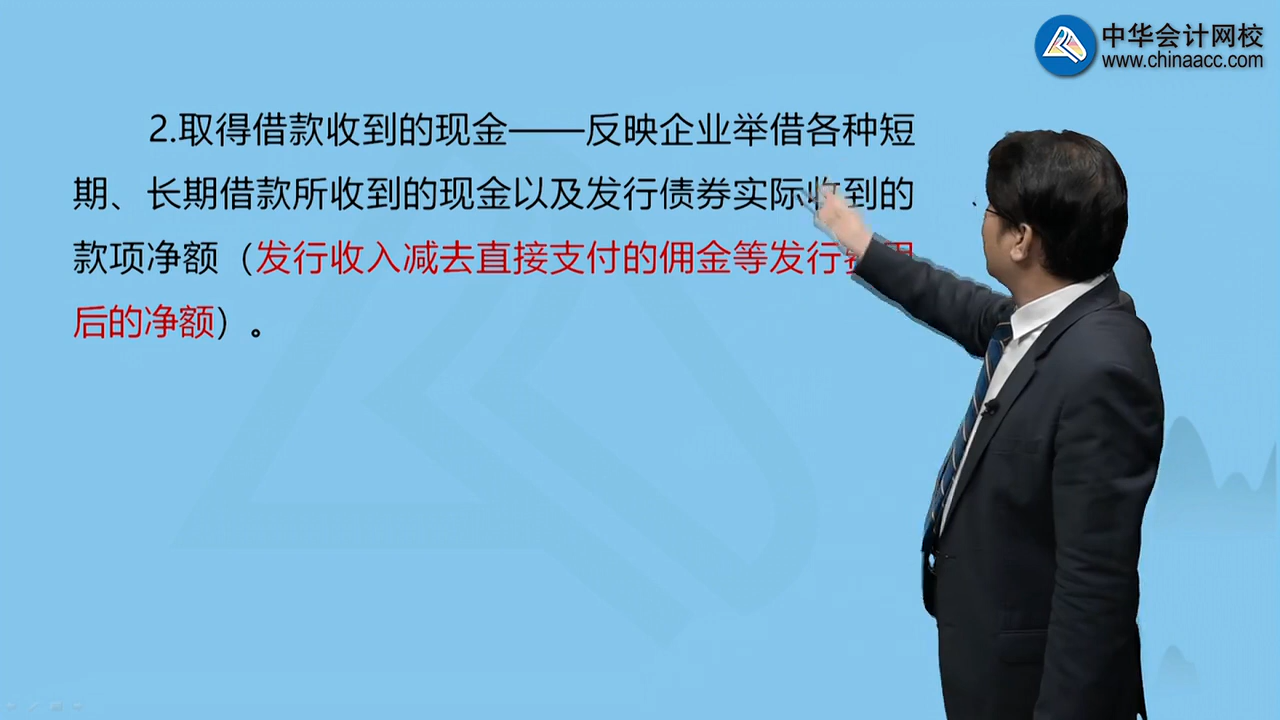 中华会计网校
www.chinaacc.com
2.取得借款收到的现金——反映企业举借各种短
期、长期借款所收到的现金以及发行债券实际收到的
款项净额（发行收入减去直接支付的佣金等发行费用
后的净额）。